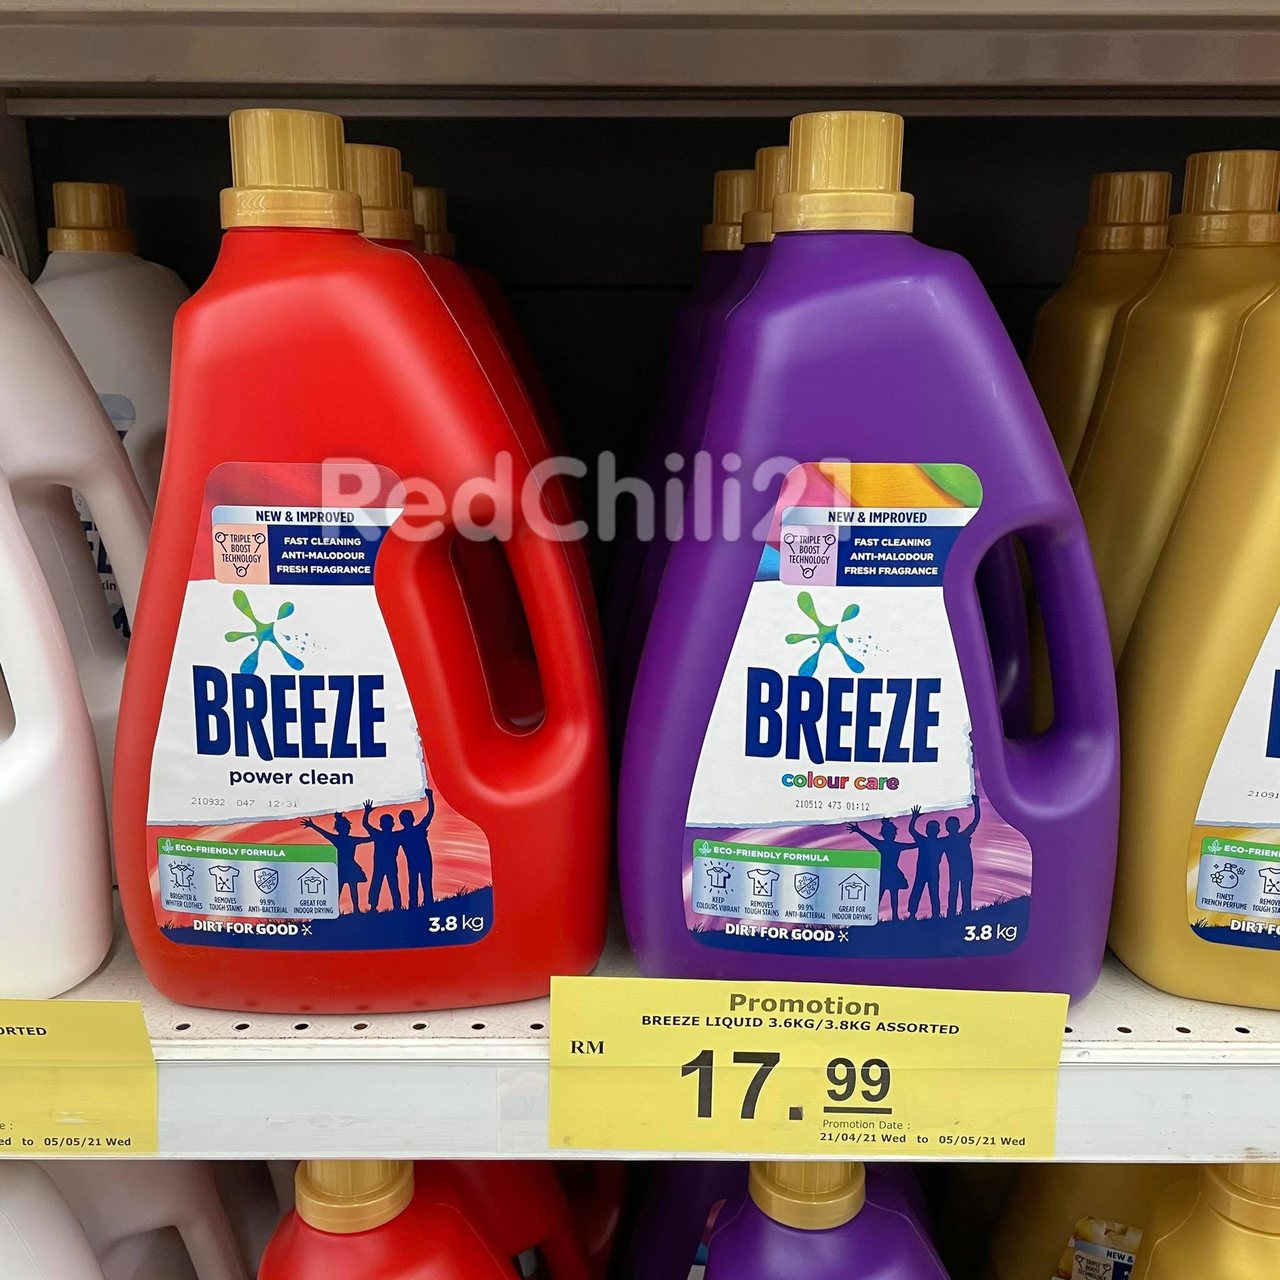 RedChili21
NEW & IMPROVED
TRIPLE
BOOST
TECHNOLOGY
FAST CLEANING
ANTI-MALODOUR
FRESH FRAGRANCE
BREEZE
power clean
210932 047 12:31
ECO-FRIENDLY FORMULA
BRIGHTER &
WHITER CLOTHES
REMOVES
TOUGH STAINS
99.9%
ANTI-BACTERIAL
GREAT FOR
INDOOR DRYING
DIRT FOR GOOD
3.8 kg
NEW & IMPROVED
TRIPLE
BOOST
TECHNOLOGY
FAST CLEANING
ANTI-MALODOUR
FRESH FRAGRANCE
BREEZE
colour care
210512 473 01:12
ECO-FRIENDLY FORMULA
KEEP
COLOURS VIBRANT
REMOVES
TOUGH STAINS
99.9%
ANTI-BACTERIAL
GREAT FOR
INDOOR DRYING
DIRT FOR GOOD
3.8 kg
ECO-FRIEN
FINEST
FRENCH PERFUME
TOUGH S
DIRT F
ORTED
to 05/05/21 Wed
Promotion
BREEZE LIQUID 3.6KG/3.8KG ASSORTED
RM 17.99
Promotion Date :
21/04/21 Wed to 05/05/21 Wed
NEW &
TRIPLE
BOOST